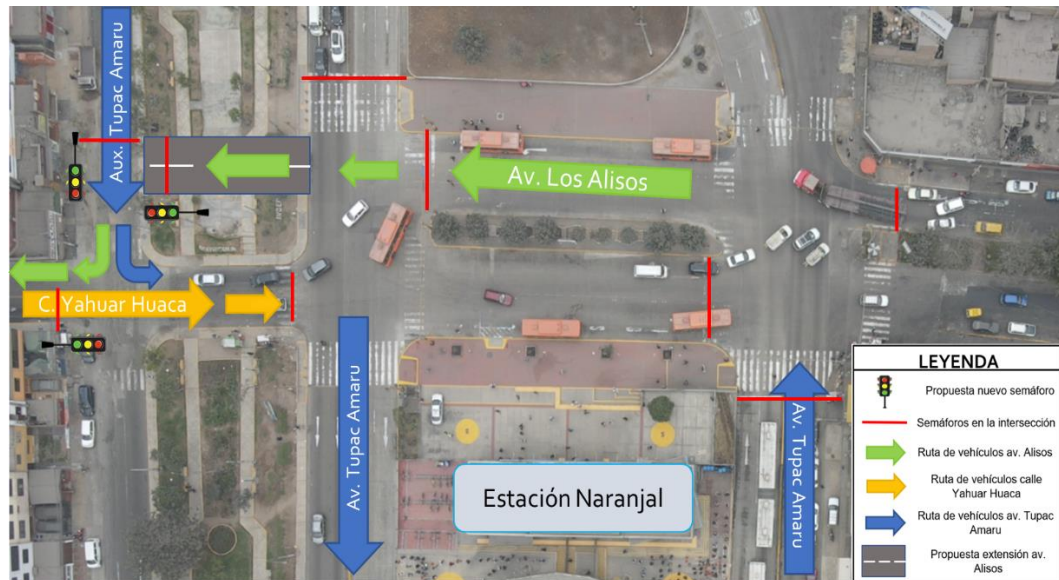 Aux. Tupac Amaru
Av. Los Alisos
C. Yahuar Huaca
Av. Tupac Amaru
Estación Naranjal
Av. Tupac Amaru
LEYENDA
Propuesta nuevo semáforo
Semáforos en la intersección
Ruta de vehículos av. Alisos
Ruta de vehículos calle
Yahuar Huaca
Ruta de vehículos av. Tupac
Amaru
Propuesta extensión av.
Alisos